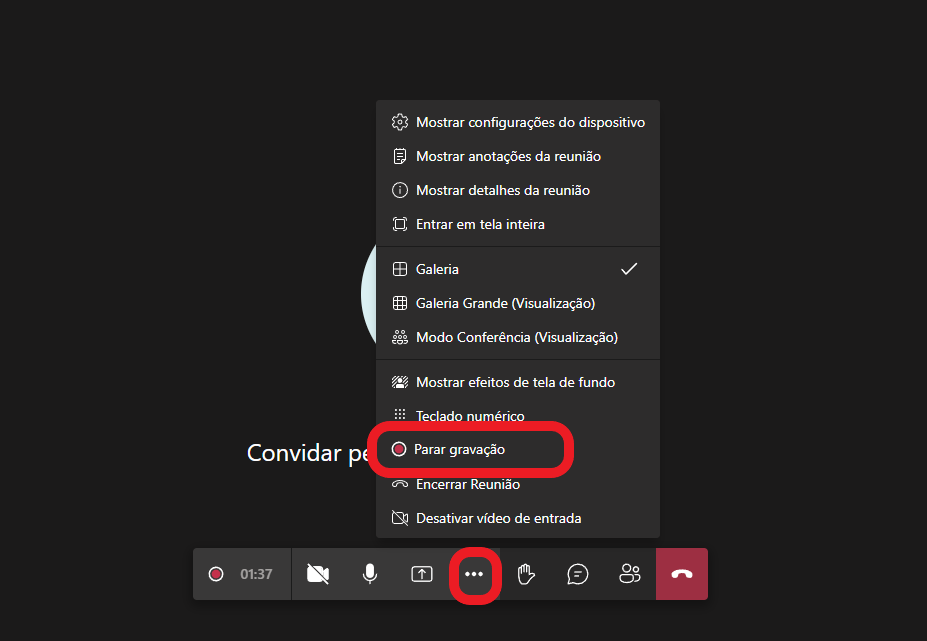 Mostrar configurações do dispositivo
Mostrar anotações da reunião
Mostrar detalhes da reunião
Entrar em tela inteira
Galeria
Galeria Grande (Visualização)
Modo Conferência (Visualização)
Mostrar efeitos de tela de fundo
Teclado numérico
Convidar pe
Parar gravação
Encerrar Reunião
Desativar vídeo de entrada
01:37